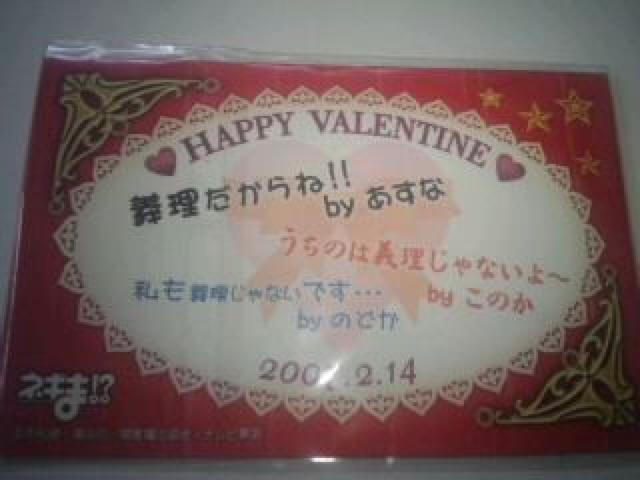 HAPPY VALENTINE
義理だからね!!
by あすな
うちのは義理じゃないよ～
by このか
私も義理じゃないです…
by のどか
.2.14
ネギま!?